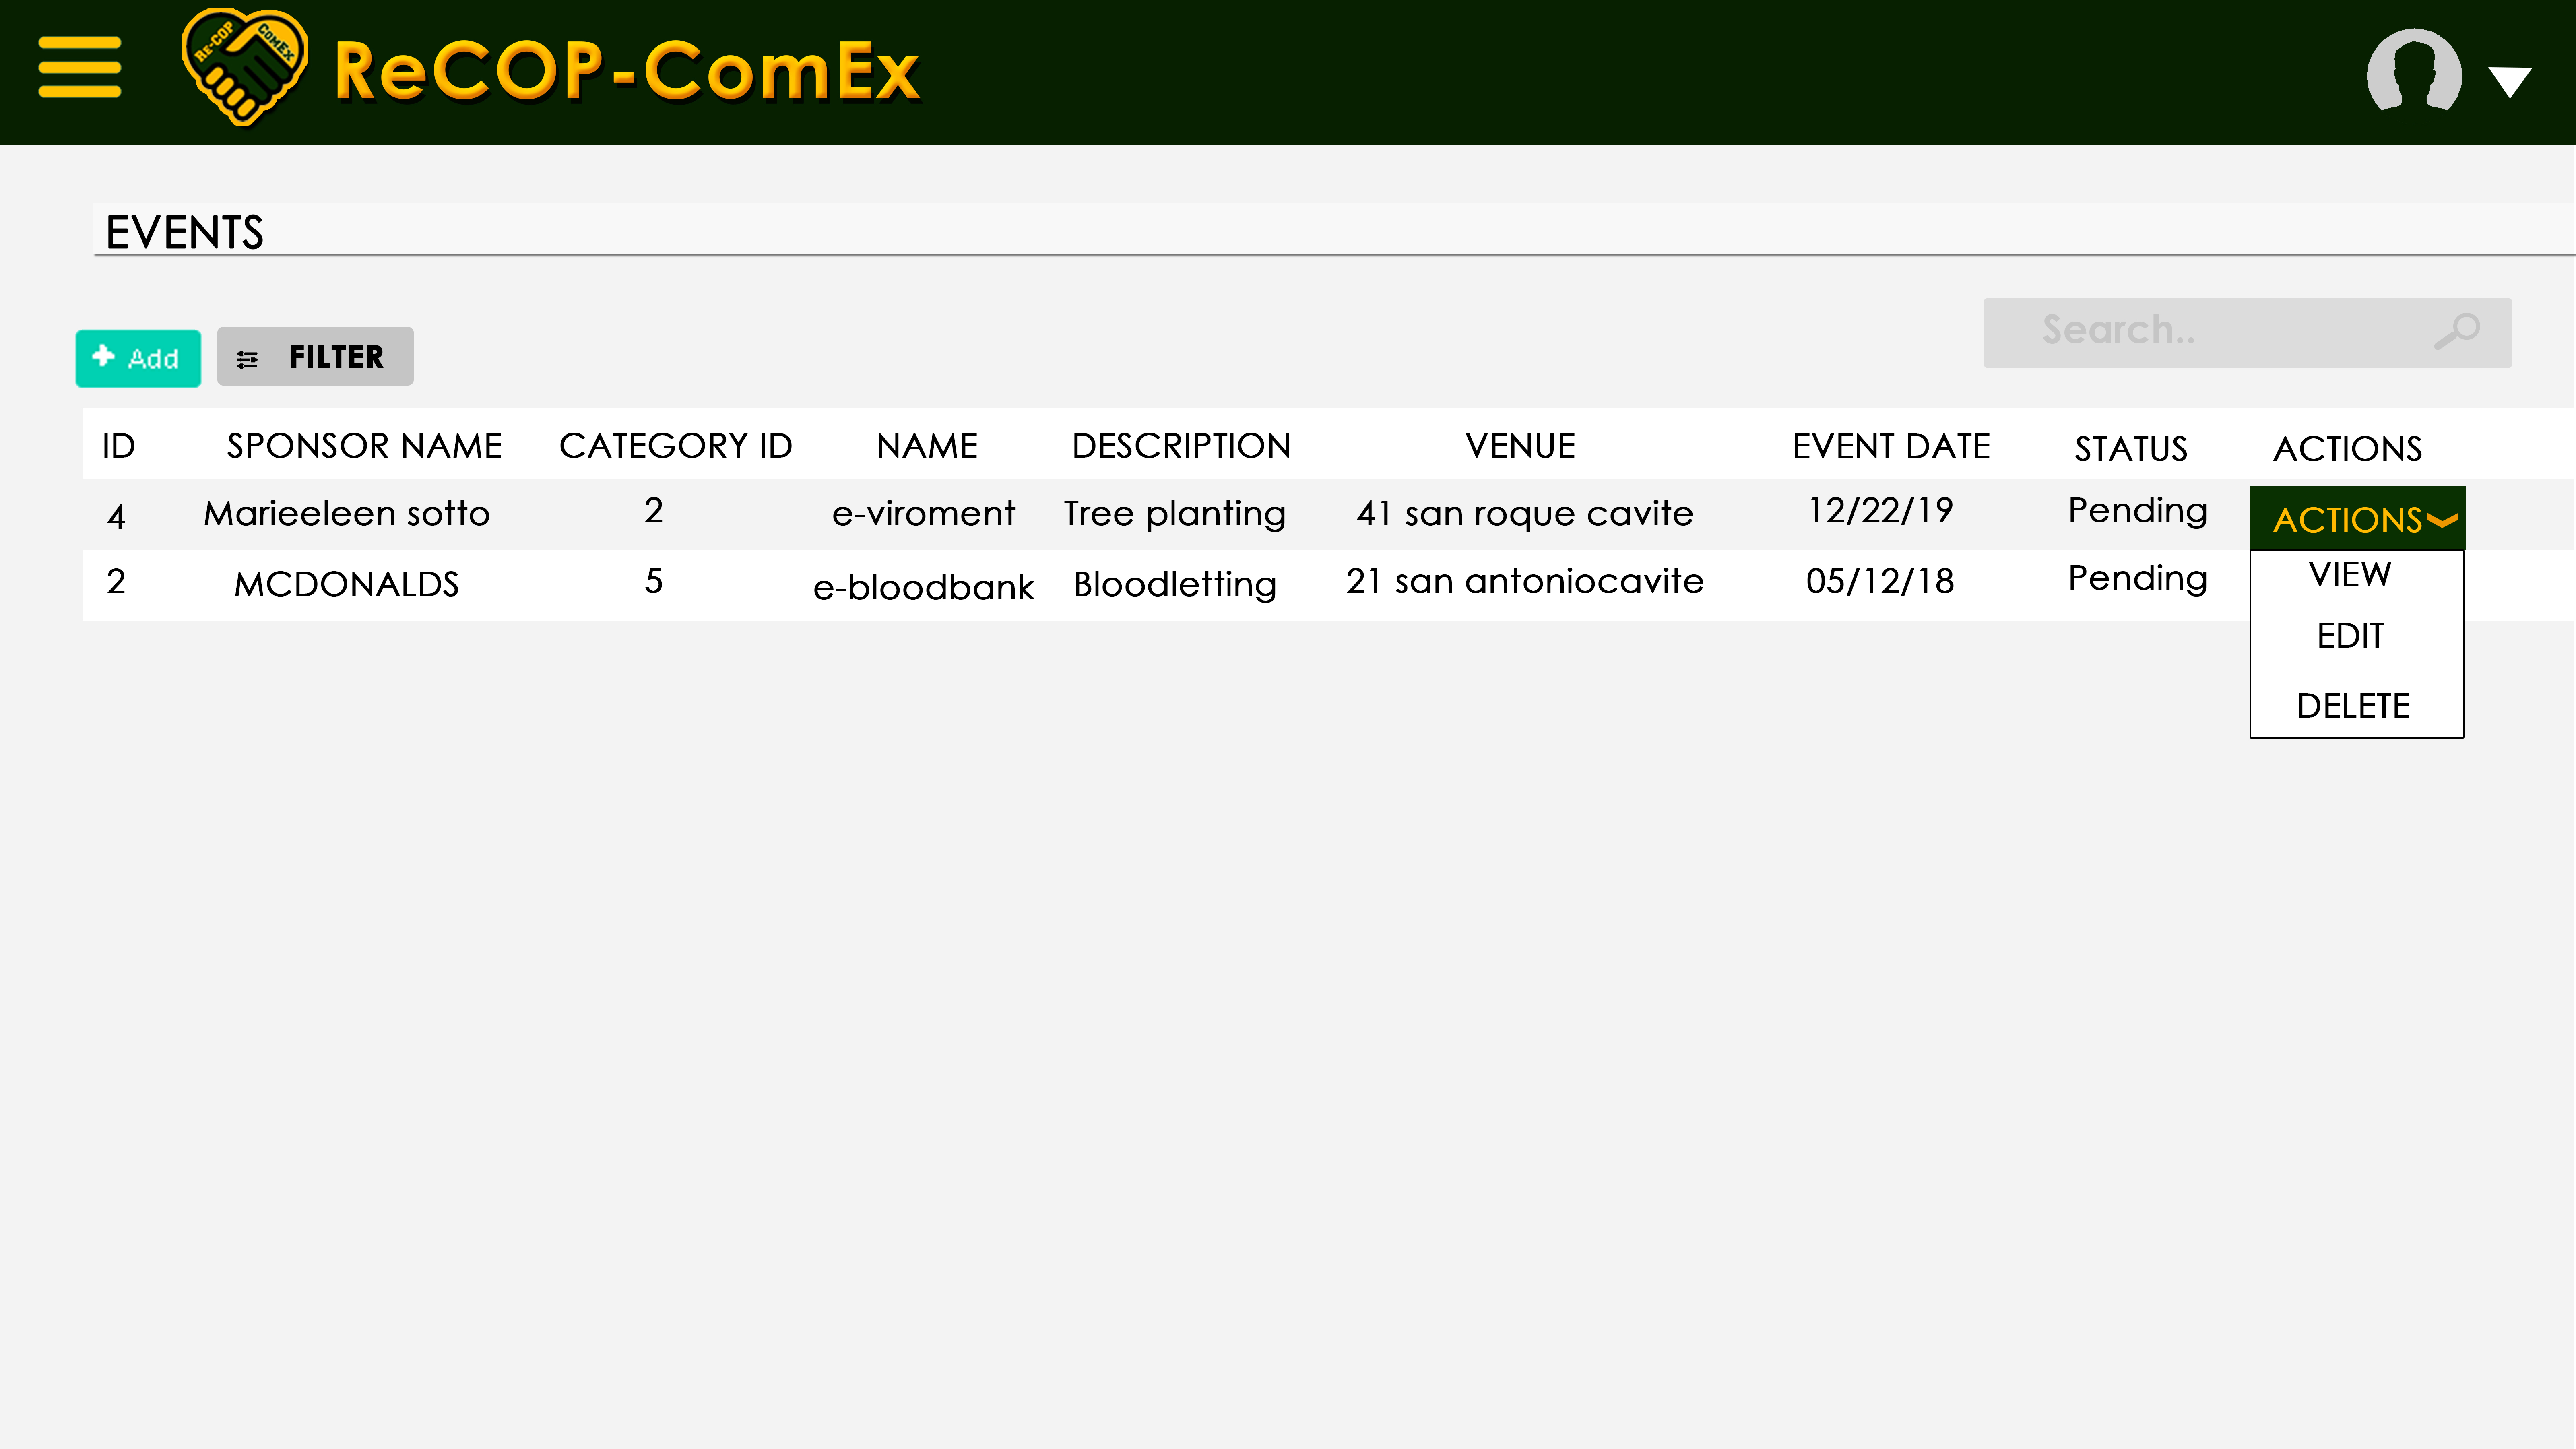 Re-COP ComEx
ReCOP-ComEx
EVENTS
Search..
Add FILTER
ID SPONSOR NAME CATEGORY ID NAME DESCRIPTION VENUE EVENT DATE STATUS ACTIONS
4 Marieeleen sotto 2 e-viroment Tree planting 41 san roque cavite 12/22/19 Pending ACTIONS
2 MCDONALDS 5 e-bloodbank Bloodletting 21 san antoniocavite 05/12/18 Pending
VIEW
EDIT
DELETE